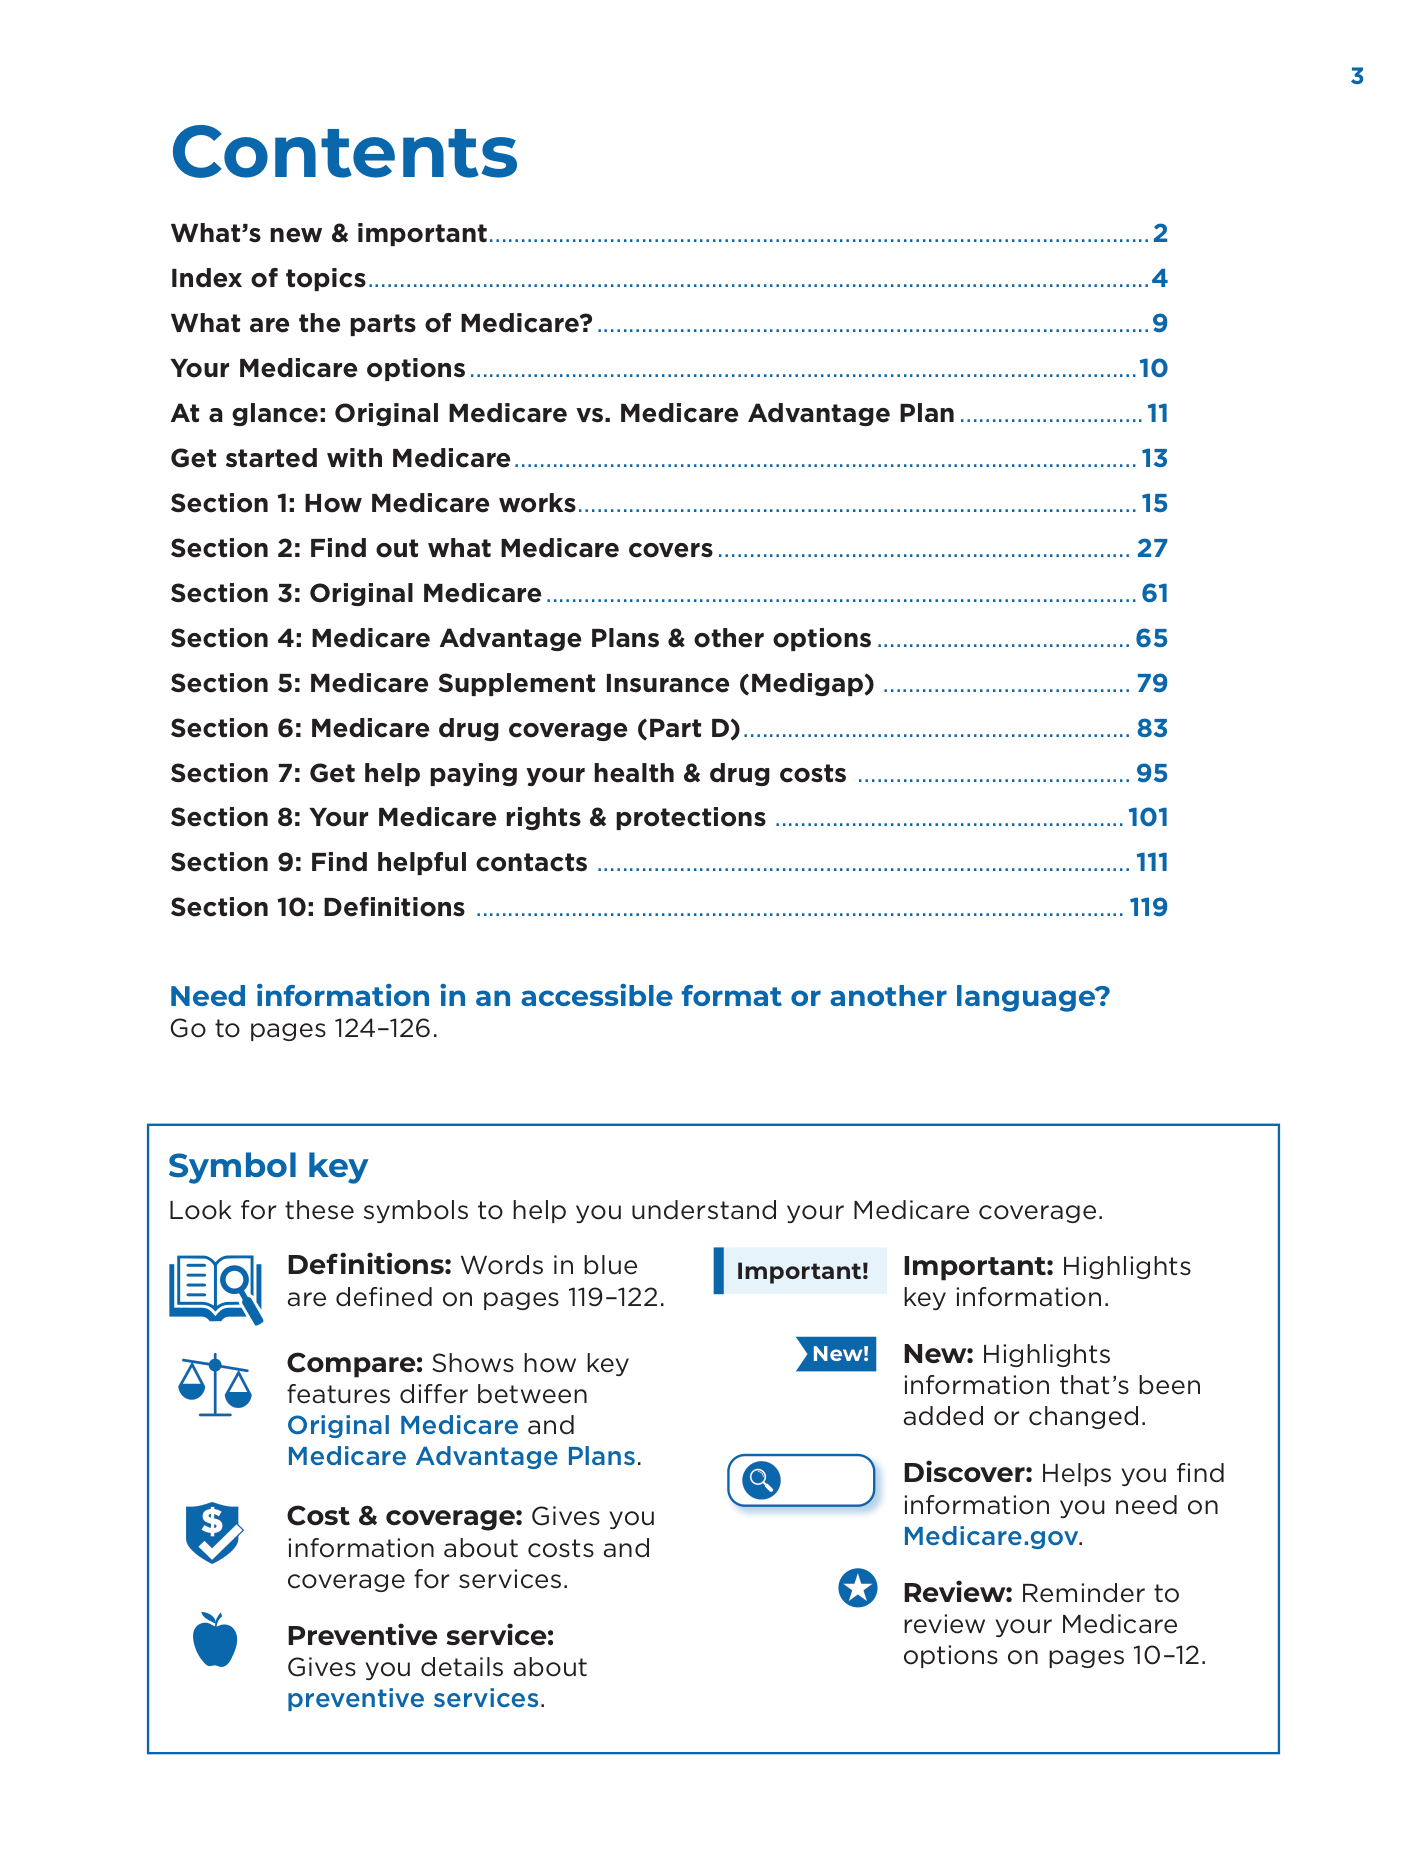 3
Contents
What’s new & important 2
Index of topics 4
What are the parts of Medicare? 9
Your Medicare options 10
At a glance: Original Medicare vs. Medicare Advantage Plan 11
Get started with Medicare 13
Section 1: How Medicare works 15
Section 2: Find out what Medicare covers 27
Section 3: Original Medicare 61
Section 4: Medicare Advantage Plans & other options 65
Section 5: Medicare Supplement Insurance (Medigap) 79
Section 6: Medicare drug coverage (Part D) 83
Section 7: Get help paying your health & drug costs 95
Section 8: Your Medicare rights & protections 101
Section 9: Find helpful contacts 111
Section 10: Definitions 119
Need information in an accessible format or another language?
Go to pages 124–126.
Symbol key
Look for these symbols to help you understand your Medicare coverage.
Definitions: Words in blue
are defined on pages 119–122.
Compare: Shows how key
features differ between
Original Medicare and
Medicare Advantage Plans.
$
Cost & coverage: Gives you
information about costs and
coverage for services.
Preventive service:
Gives you details about
preventive services.
Important!
Important: Highlights
key information.
New!
New: Highlights
information that’s been
added or changed.
Discover: Helps you find
information you need on
Medicare.gov.
Review: Reminder to
review your Medicare
options on pages 10–12.